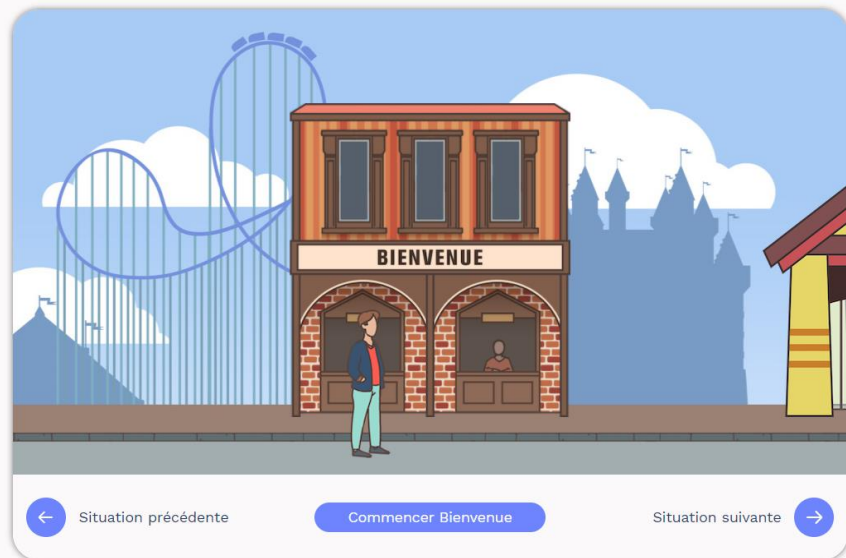 BIENVENUE
Situation précédente
Commencer Bienvenue
Situation suivante